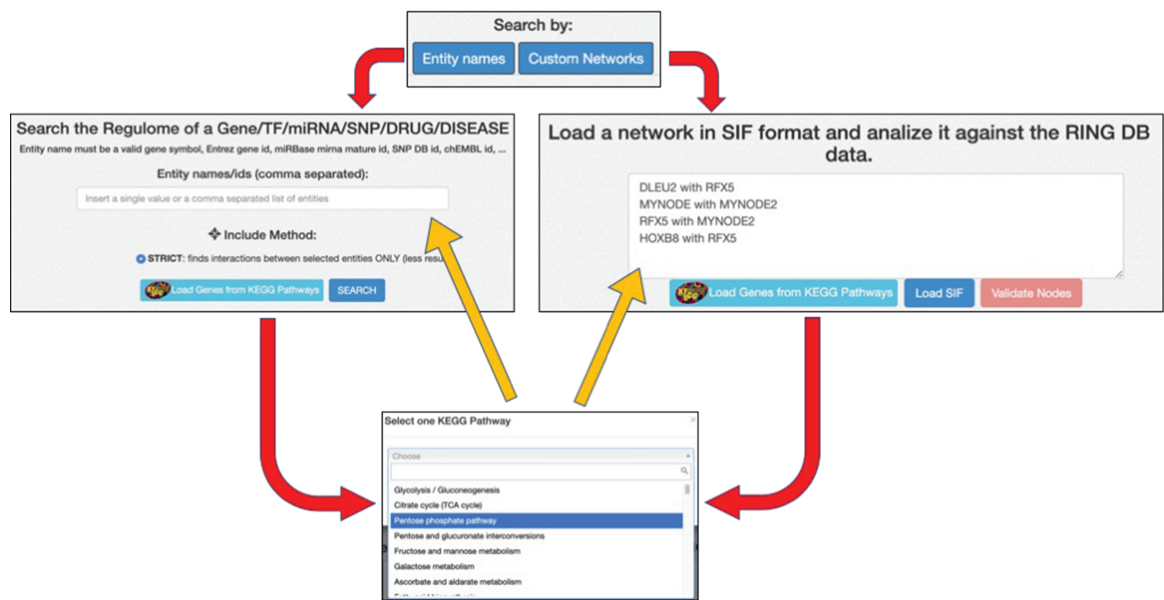 Search by:
Entity names
Custom Networks
Search the Regulome of a Gene/TF/miRNA/SNP/DRUG/DISEASE
Entity name must be a valid gene symbol, Entrez gene id, miRBase mirna mature id, SNP DB id, chEMBL id, ...
Entity names/ids (comma separated):
Insert a single value or a comma separated list of entities
Include Method:
STRICT: finds interactions between selected entities ONLY (less resu
Load Genes from KEGG Pathways
SEARCH
Load a network in SIF format and analize it against the RING DB
data.
DLEU2 with RFX5
MYNODE with MYNODE2
RFX5 with MYNODE2
HOXB8 with RFX5
Load Genes from KEGG Pathways
Load SIF
Validate Nodes
Select one KEGG Pathway
×
Choose
Glycolysis / Gluconeogenesis
Citrate cycle (TCA cycle)
Pentose phosphate pathway
Pentose and glucuronate interconversions
Fructose and mannose metabolism
Galactose metabolism
Ascorbate and aldarate metabolism